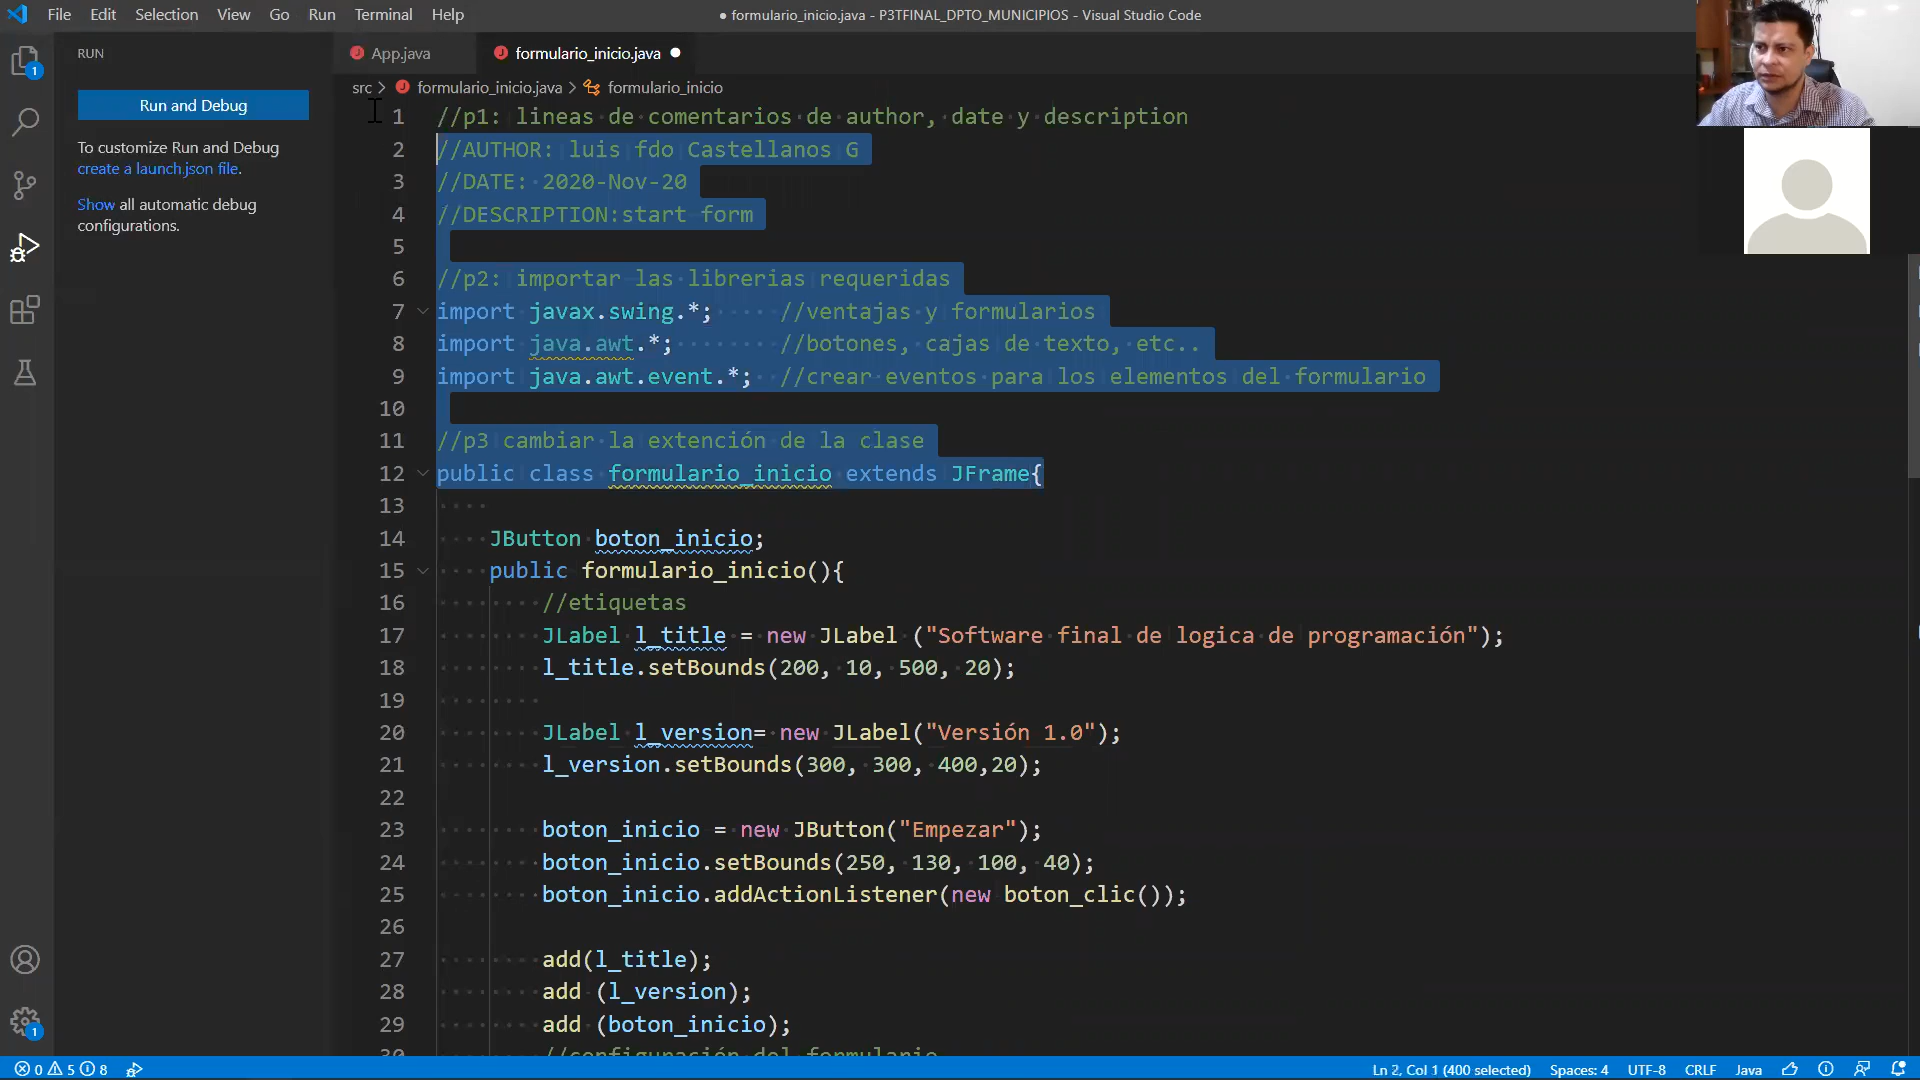 File Edit Selection View Go Run Terminal Help
● formulario_inicio.java - P3TFINAL_DPTO_MUNICIPIOS - Visual Studio Code
RUN
App.java
formulario_inicio.java
1
Run and Debug
src > formulario_inicio.java > formulario_inicio
To customize Run and Debug
create a launch.json file.
Show all automatic debug
configurations.
1 //p1: lineas de comentarios de author, date y description
2 //AUTHOR: luis fdo Castellanos G
3 //DATE: 2020-Nov-20
4 //DESCRIPTION:start form
5
6 //p2: importar las librerias requeridas
7 import javax.swing.*; //ventajas y formularios
8 import java.awt.*; //botones, cajas de texto, etc..
9 import java.awt.event.*; //crear eventos para los elementos del formulario
10
11 //p3 cambiar la extención de la clase
12 public class formulario_inicio extends JFrame{
13
14 JButton boton_inicio;
15 public formulario_inicio(){
16 //etiquetas
17 JLabel l_title = new JLabel ("Software final de logica de programación");
18 l_title.setBounds(200, 10, 500, 20);
19
20 JLabel l_version= new JLabel("Versión 1.0");
21 l_version.setBounds(300, 300, 400,20);
22
23 boton_inicio = new JButton("Empezar");
24 boton_inicio.setBounds(250, 130, 100, 40);
25 boton_inicio.addActionListener(new boton_clic());
26
27 add(l_title);
28 add (l_version);
29 add (boton_inicio);
30 //configuración del formulario
1
0 5 8
Ln 2, Col 1 (400 selected) Spaces: 4 UTF-8 CRLF Java